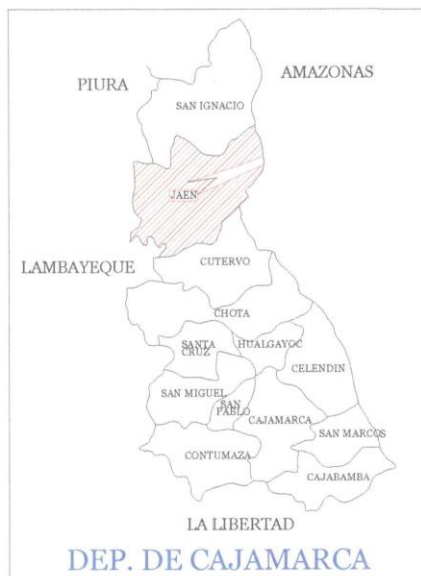 PIURA
AMAZONAS
SAN IGNACIO
JAEN
LAMBAYEQUE
CUTERVO
CHOTA
SANTA
CRUZ
HUALGAYOC
CELENDIN
SAN MIGUEL
SAN
PABLO
CAJAMARCA
SAN MARCOS
CONTUMAZA
CAJABAMBA
LA LIBERTAD
DEP. DE CAJAMARCA